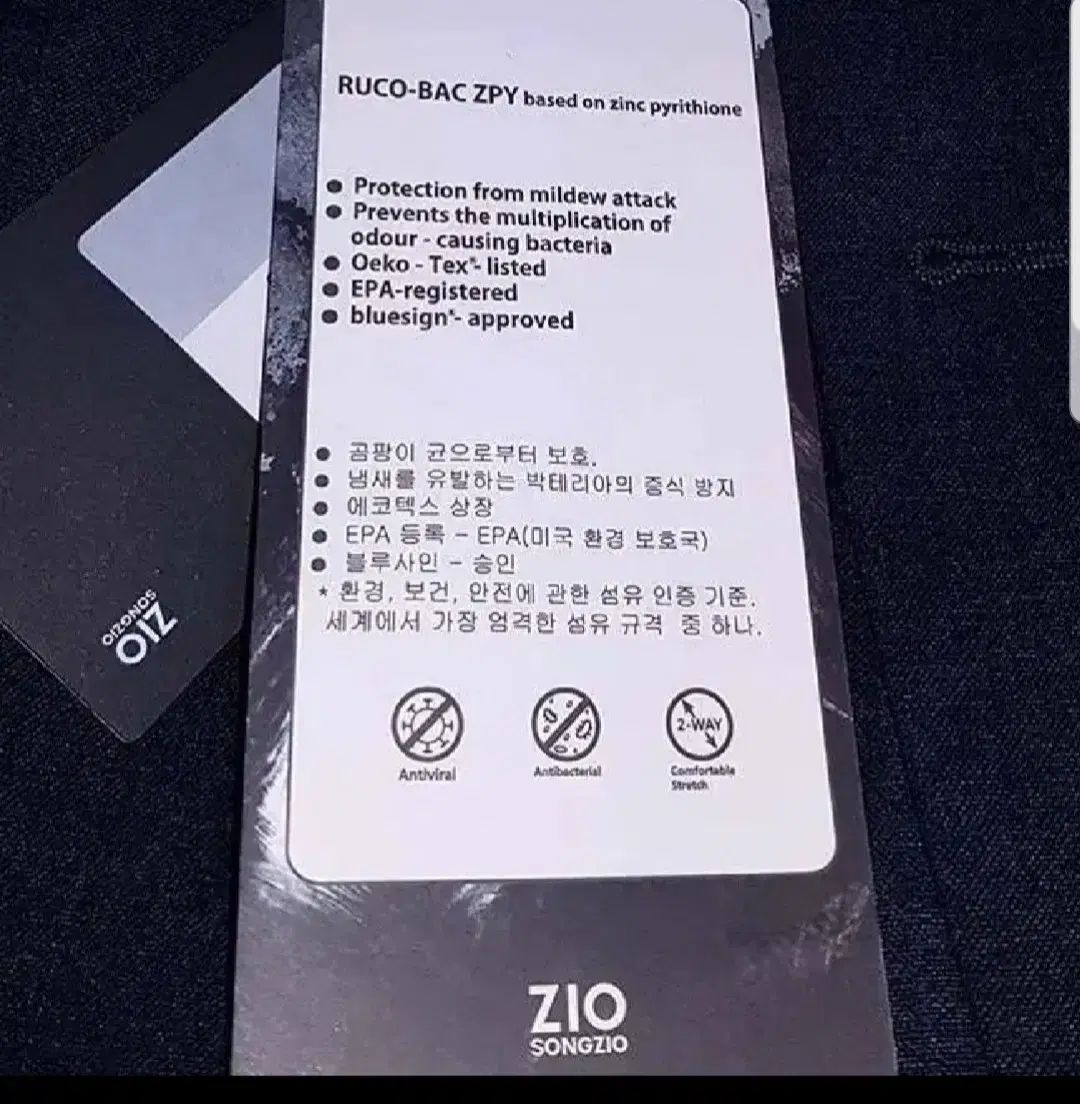 RUCO-BAC ZPY based on zinc pyrithione
● Protection from mildew attack
● Prevents the multiplication of
odour - causing bacteria
● Oeko - Tex®- listed
● EPA-registered
● bluesign®- approved
● 곰팡이 균으로부터 보호.
● 냄새를 유발하는 박테리아의 증식 방지
● 에코텍스 상장
● EPA 등록 - EPA(미국 환경 보호국)
● 블루사인 - 승인
* 환경, 보건, 안전에 관한 섬유 인증 기준.
세계에서 가장 엄격한 섬유 규격 중 하나.
2-WAY
Antiviral
Antibacterial
Comfortable
Stretch
ZIO
SONGZIO
ZIO
SONGZIO